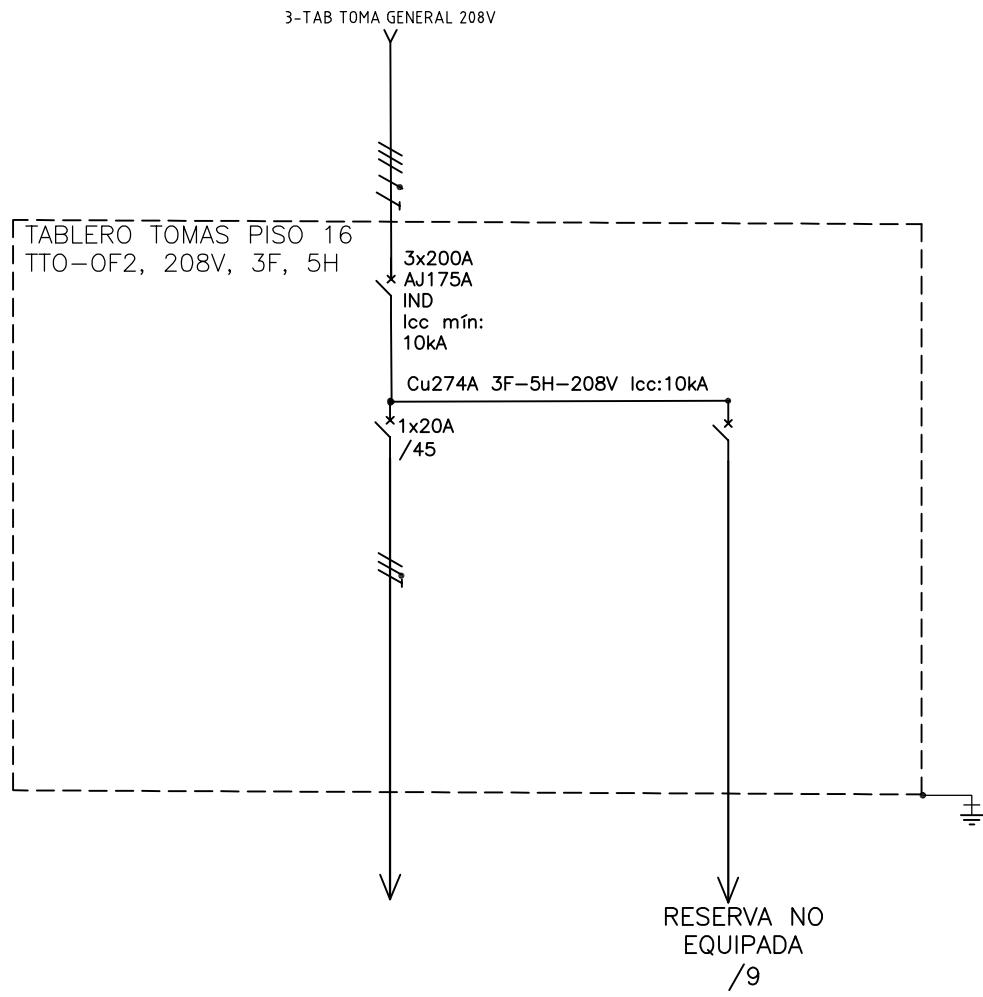 3-TAB TOMA GENERAL 208V
TABLERO TOMAS PISO 16
TTO-OF2, 208V, 3F, 5H
3x200A
AJ175A
IND
Icc mín:
10kA
Cu274A 3F-5H-208V Icc:10kA
1x20A
/45
RESERVA NO
EQUIPADA
/9